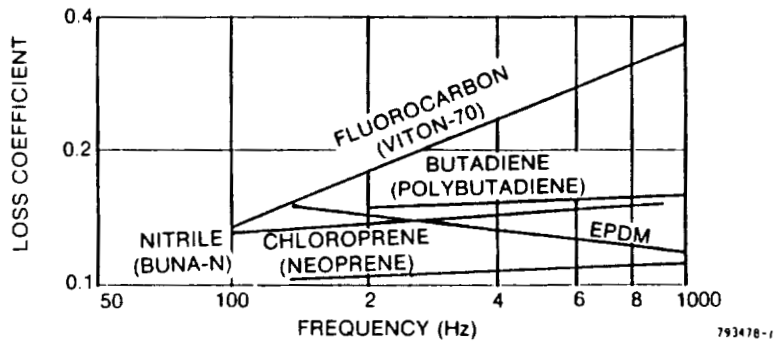 LOSS COEFFICIENT
0.4
0.2
0.1
FLUOROCARBON
(VITON-70)
BUTADIENE
(POLYBUTADIENE)
NITRILE
(BUNA-N)
CHLOROPRENE
(NEOPRENE)
EPDM
50 100 2 4 6 8 1000
FREQUENCY (Hz)
793478-1